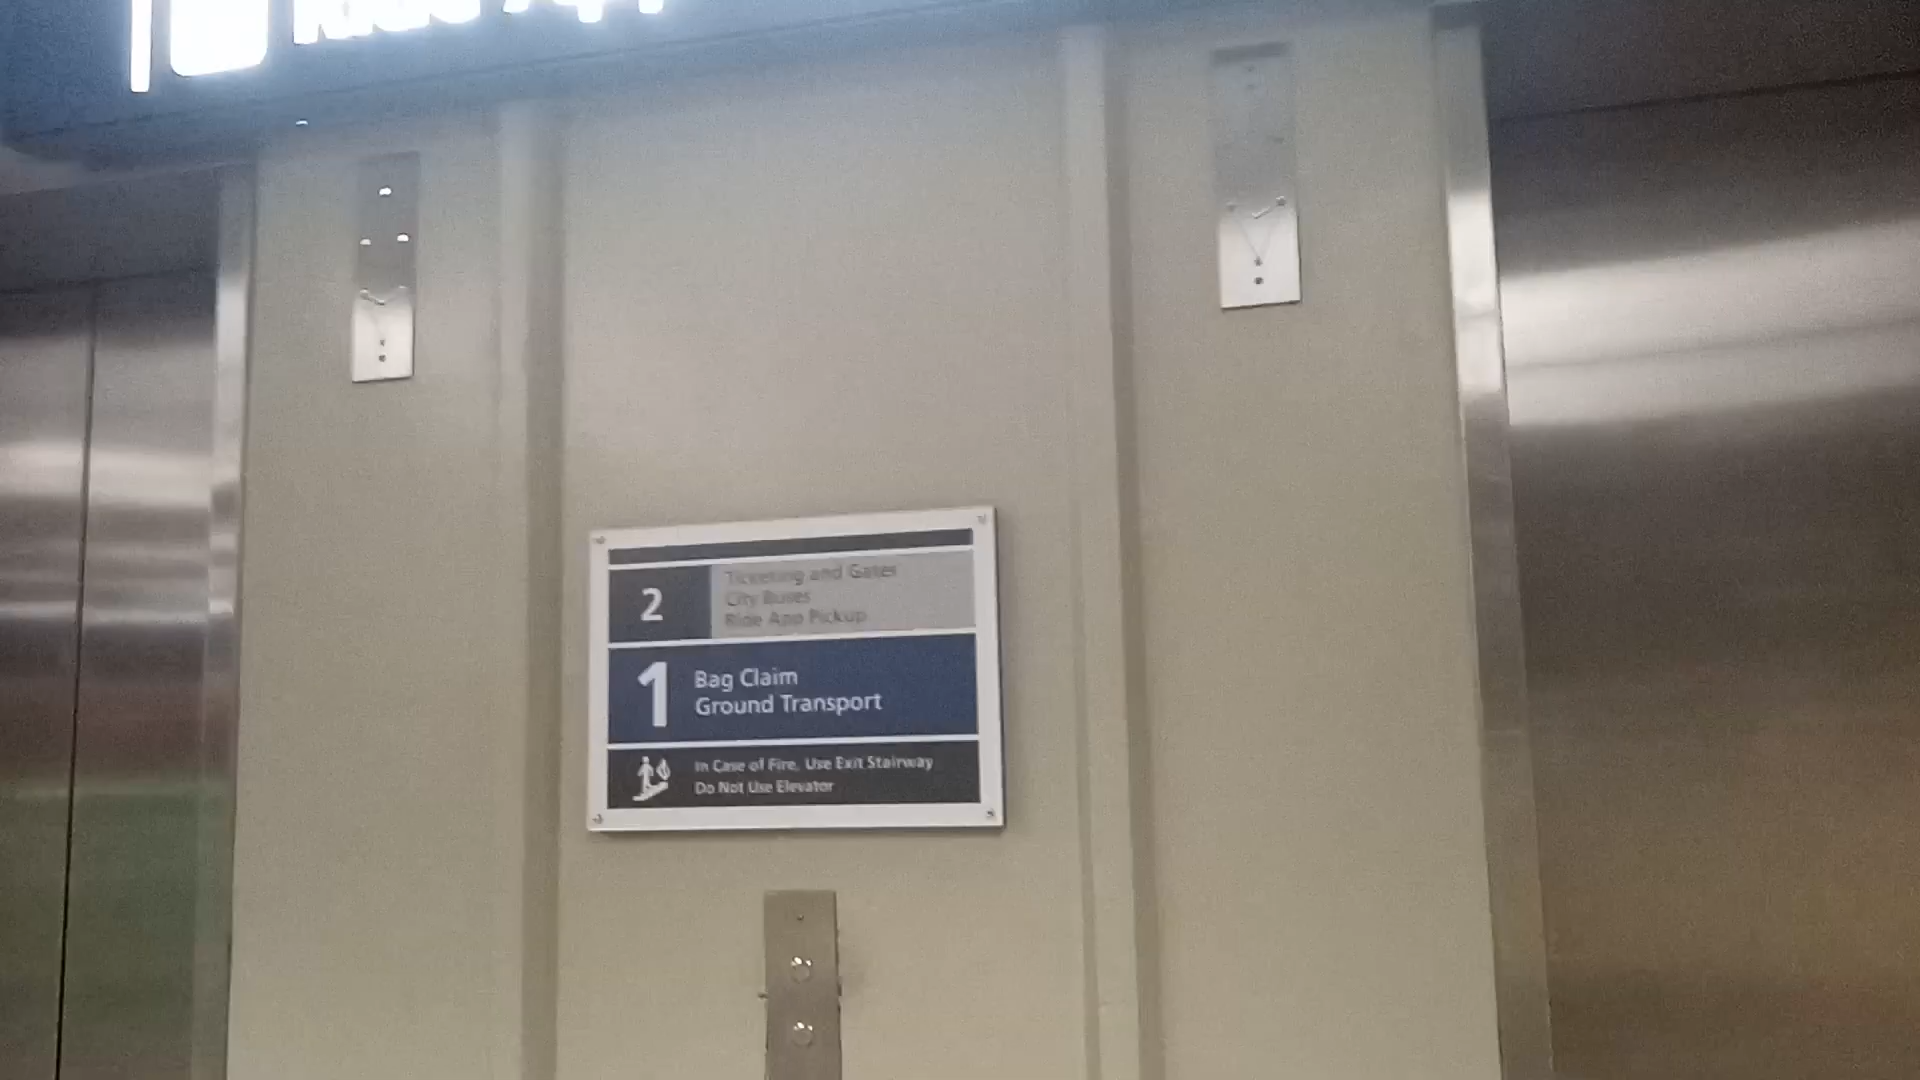 2
Ticketing and Gates
City Buses
Ride App Pickup
1
Bag Claim
Ground Transport
In Case of Fire, Use Exit Stairway
Do Not Use Elevator